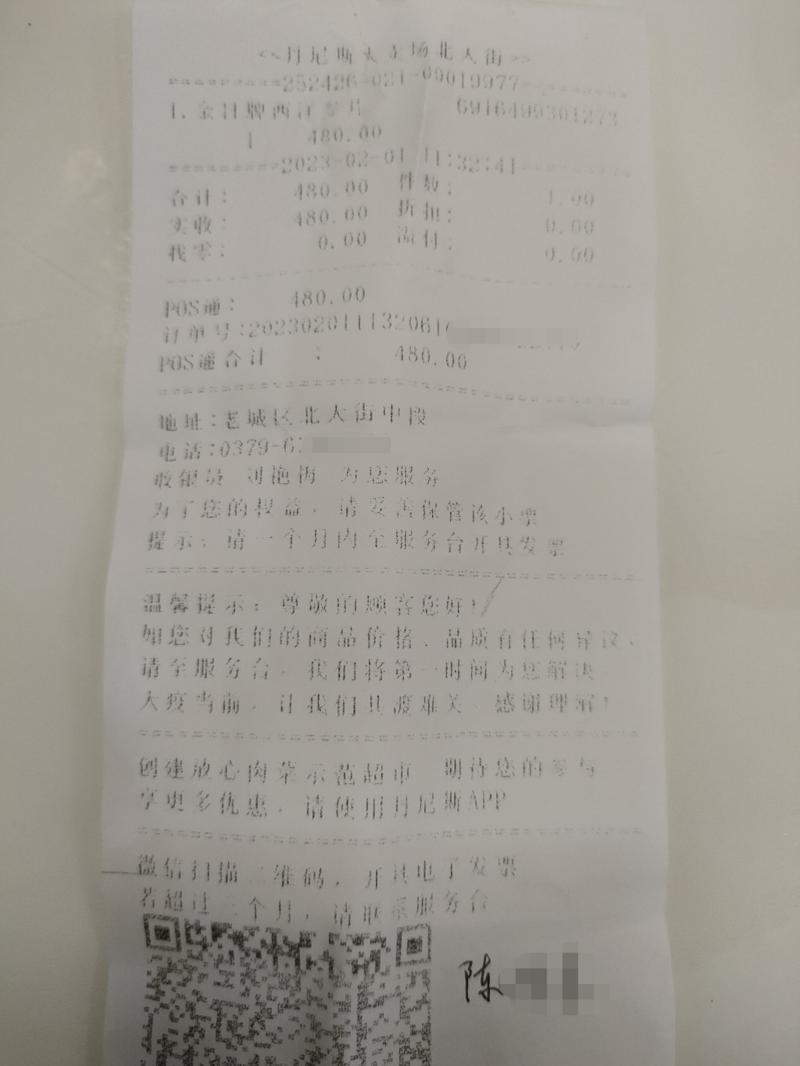 <<丹尼斯大卖场北大街>>
252426-021-00019977
1.金日牌西洋参片 6916499301273
1 480.00
2023-02-01 11:32:41
合计: 480.00 件数: 1.00
实收: 480.00 折扣: 0.00
找零: 0.00 溢付: 0.00
POS通: 480.00
订单号:20230201113206
POS通合计 : 480.00
地址:老城区北大街中段
电话:0379-6
收银员 刘艳梅 为您服务
为了您的权益，请妥善保管该小票
提示：请一个月内至服务台开具发票
温馨提示：尊敬的顾客您好！
如您对我们的商品价格、品质有任何异议，
请至服务台，我们将第一时间为您解决，
大疫当前，让我们共渡难关，感谢理解！
创建放心肉菜示范超市 期待您的参与
享更多优惠，请使用丹尼斯APP
微信扫描二维码，开具电子发票
若超过三个月，请联系服务台
陈